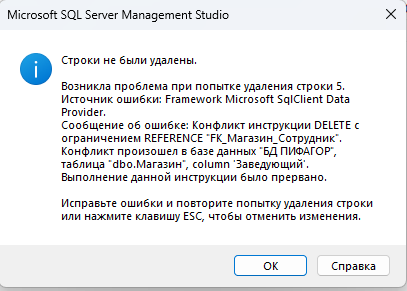 Microsoft SQL Server Management Studio
Строки не были удалены.
Возникла проблема при попытке удаления строки 5.
Источник ошибки: Framework Microsoft SqlClient Data
Provider.
Сообщение об ошибке: Конфликт инструкции DELETE с
ограничением REFERENCE "FK_Магазин_Сотрудник".
Конфликт произошел в базе данных "БД ПИФАГОР",
таблица "dbo.Магазин", column 'Заведующий'.
Выполнение данной инструкции было прервано.
Исправьте ошибки и повторите попытку удаления строки
или нажмите клавишу ESC, чтобы отменить изменения.
ОК
Справка